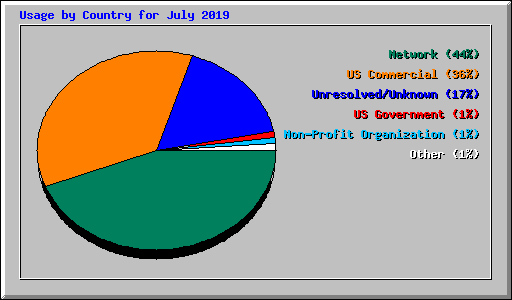 Usage by Country for July 2019
Network (44%)
US Commercial (36%)
Unresolved/Unknown (17%)
US Government (1%)
Non-Profit Organization (1%)
Other (1%)